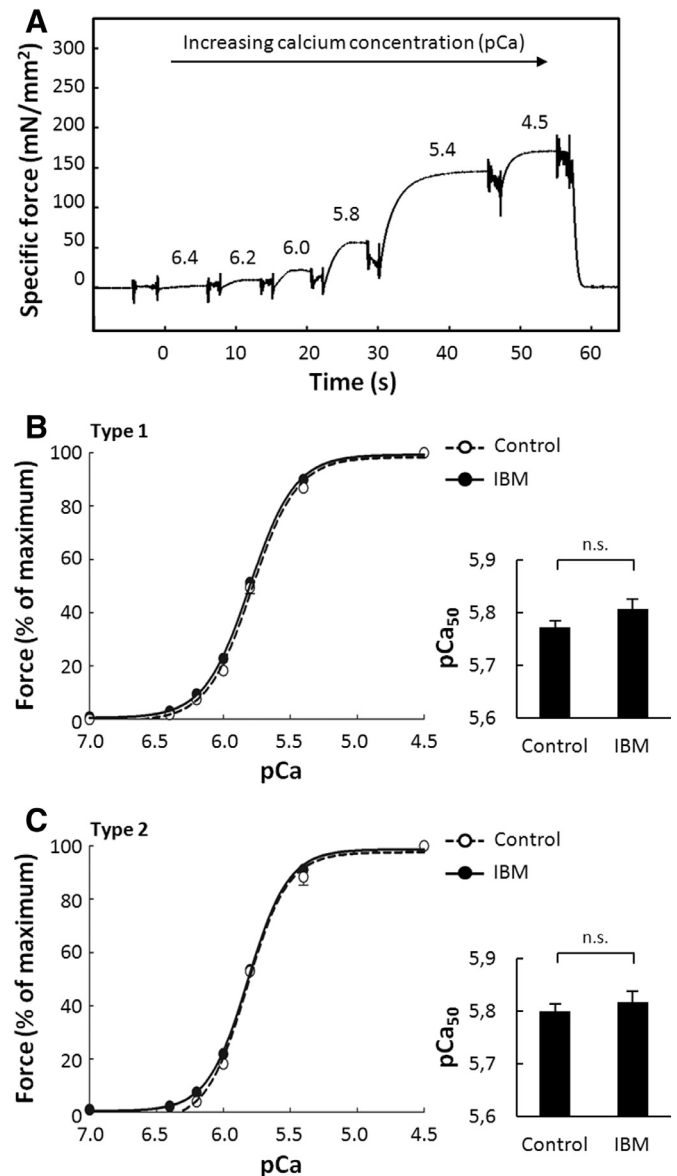 A
Increasing calcium concentration (pCa)
Specific force (mN/mm²)
300
250
200
150
100
50
0
6.4
6.2
6.0
5.8
5.4
4.5
0
10
20
30
40
50
60
Time (s)
B
Type 1
Control
IBM
Force (% of maximum)
100
80
60
40
20
0
7.0
6.5
6.0
5.5
5.0
4.5
pCa
pCa₅₀
5,9
5,8
5,7
5,6
n.s.
Control
IBM
C
Type 2
Control
IBM
Force (% of maximum)
100
80
60
40
20
0
7.0
6.5
6.0
5.5
5.0
4.5
pCa
pCa₅₀
5,9
5,8
5,7
5,6
n.s.
Control
IBM